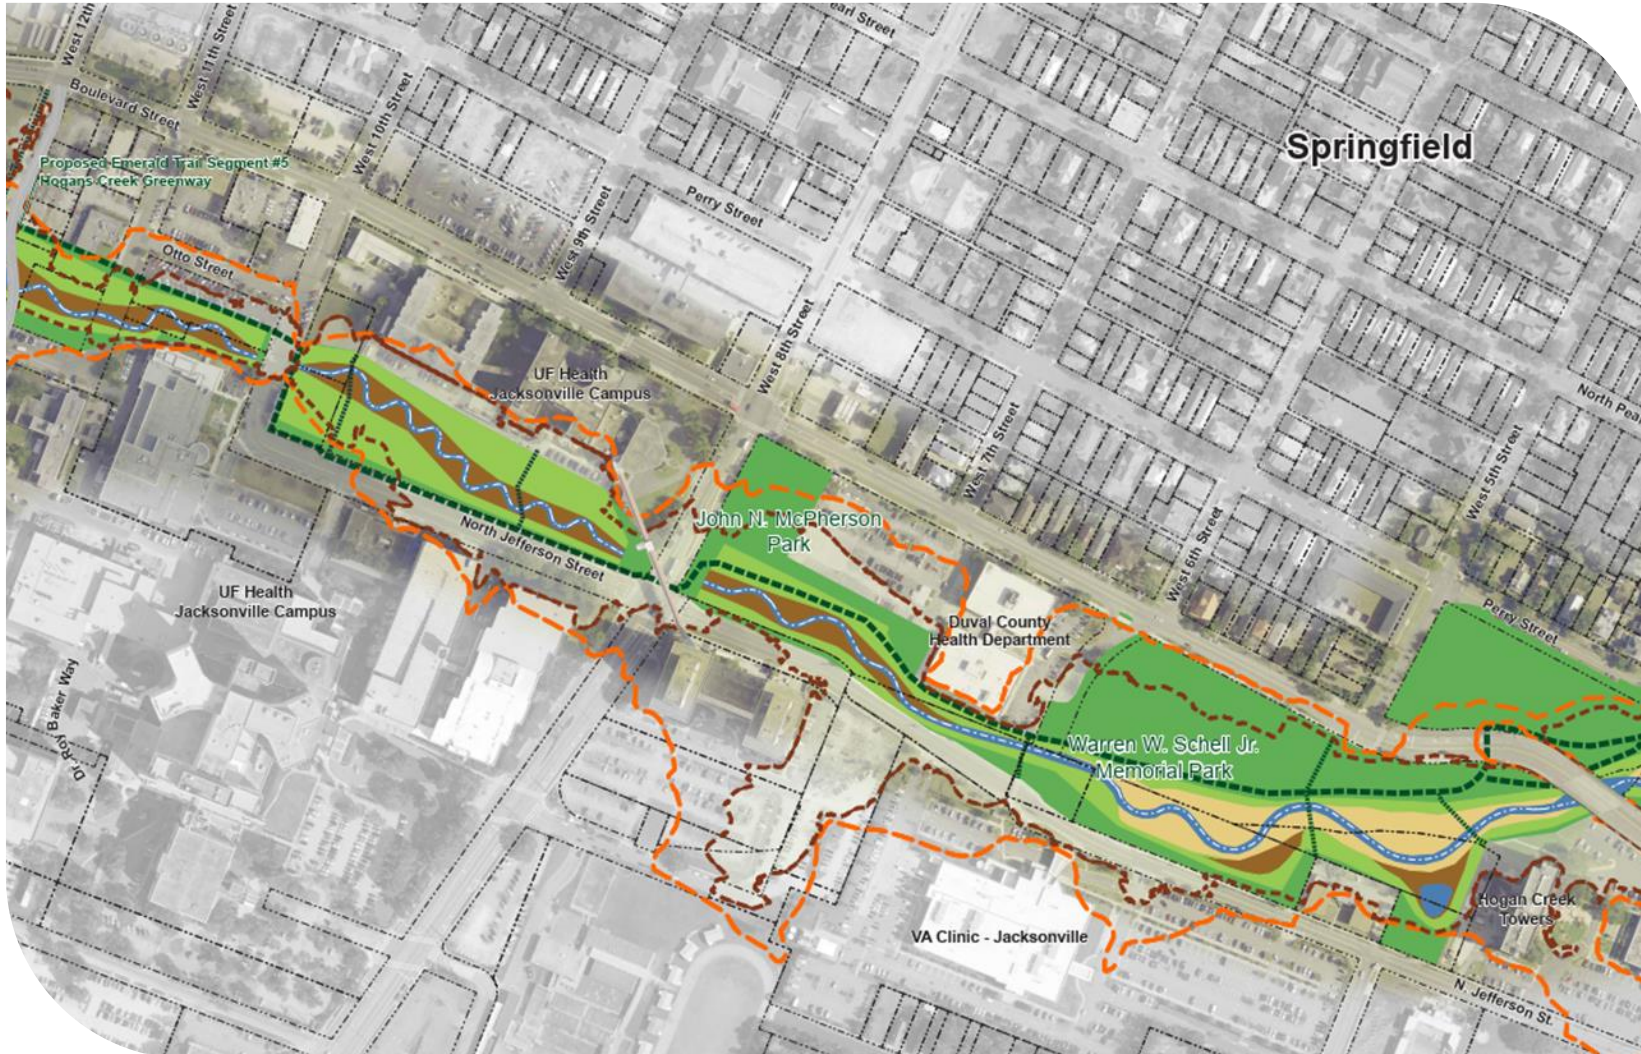 West 12th
West 11th Street
earl Street
Boulevard Street
West 10th Street
Springfield
Proposed Emerald Trail Segment #5
Hogans Creek Greenway
Perry Street
West 9th Street
Otto Street
West 8th Street
UF Health
Jacksonville Campus
North Pea
West 7th Street
West 5th Street
John N. McPherson
Park
West 6th Street
North Jefferson Street
UF Health
Jacksonville Campus
Duval County
Health Department
Perry Street
Dr. Roy Baker Way
Warren W. Schell Jr.
Memorial Park
Hogan Creek
Towers
VA Clinic - Jacksonville
N. Jefferson St.